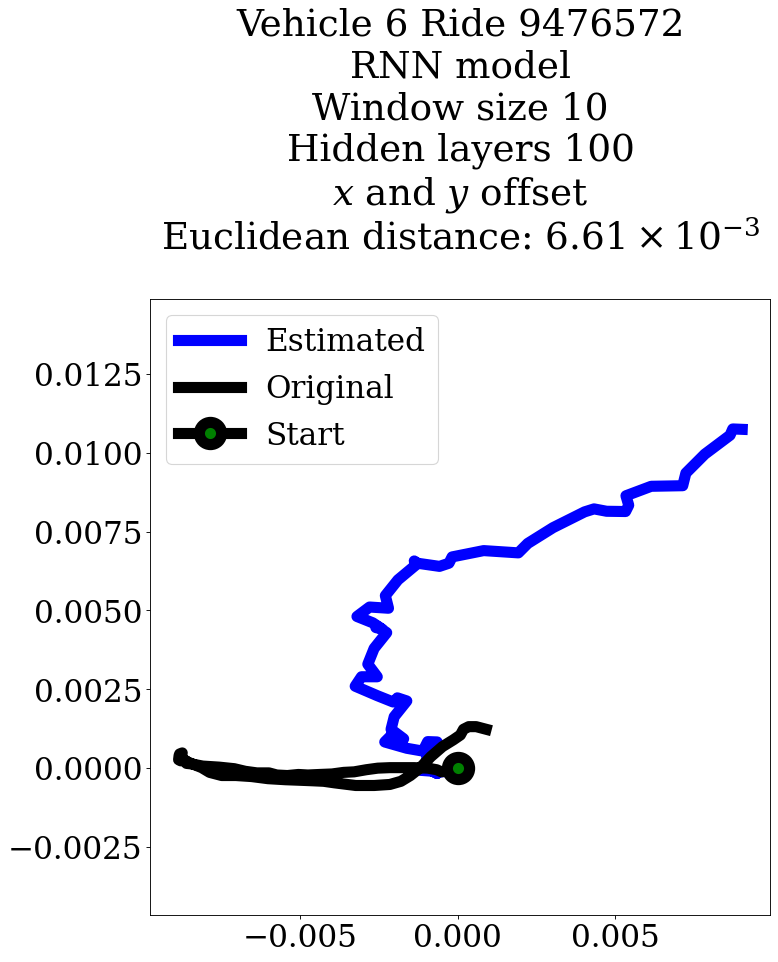 Vehicle 6 Ride 9476572
RNN model
Window size 10
Hidden layers 100
x and y offset
Euclidean distance: 6.61 × 10⁻³
Estimated
Original
Start
0.0125
0.0100
0.0075
0.0050
0.0025
0.0000
−0.0025
−0.005 0.000 0.005